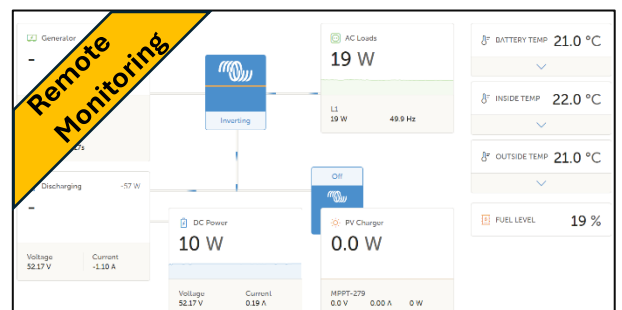 Remote
Monitoring
Generator
-
Inverting
AC Loads
19 W
L1
19 W 49.9 Hz
BATTERY TEMP 21.0 °C
INSIDE TEMP 22.0 °C
OUTSIDE TEMP 21.0 °C
FUEL LEVEL 19 %
Discharging -57 W
-
Voltage Current
52.17 V -1.10 A
Off
DC Power
10 W
Voltage Current
52.17 V 0.19 A
PV Charger
0.0 W
MPPT-279
0.0 V 0.00 A 0 W